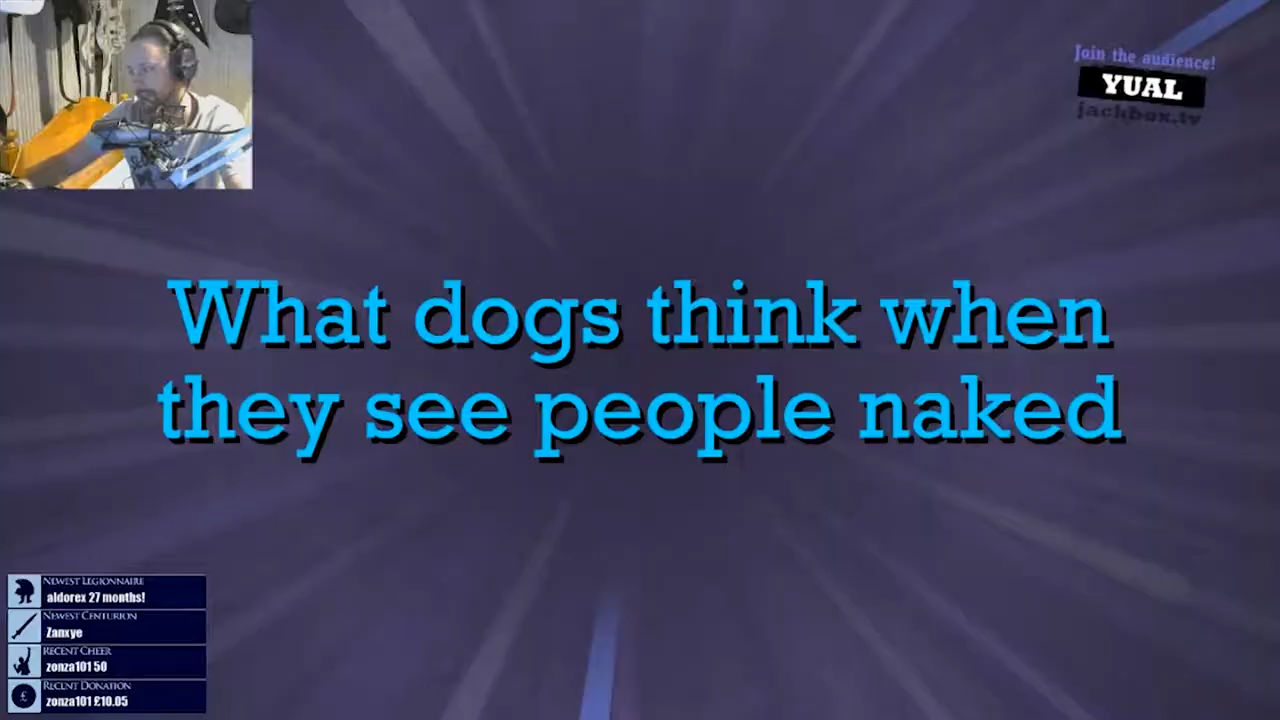 Join the audience!
YUAL
jackbox.tv
What dogs think when
they see people naked
NEWEST LEGIONNAIRE
aldorex 27 months!
NEWEST CENTURION
Zanxye
RECENT CHEER
zonza101 50
RECENT DONATION
£
zonza101 £10.05